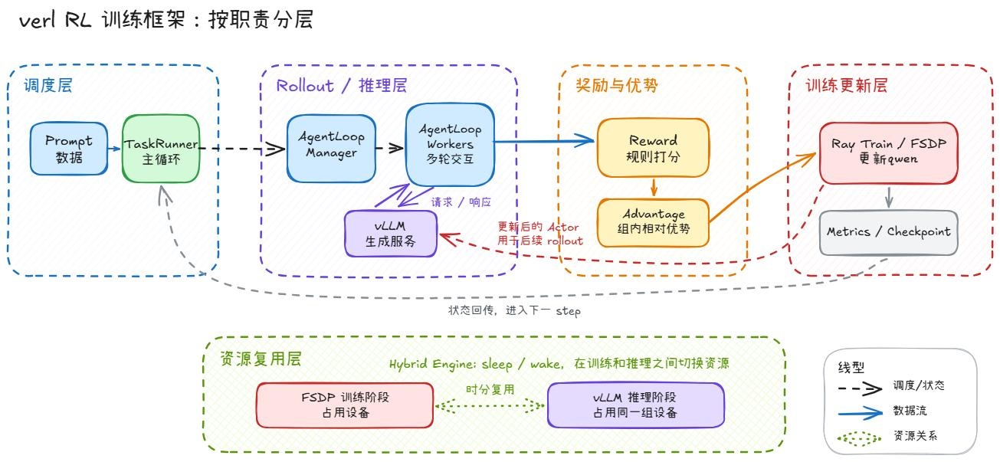 verl RL 训练框架：按职责分层
调度层
Prompt
数据
TaskRunner
主循环
Rollout / 推理层
AgentLoop
Manager
AgentLoop
Workers
多轮交互
请求 / 响应
vLLM
生成服务
更新后的 Actor
用于后续 rollout
奖励与优势
Reward
规则打分
Advantage
组内相对优势
训练更新层
Ray Train / FSDP
更新qwen
Metrics / Checkpoint
状态回传，进入下一 step
资源复用层
Hybrid Engine: sleep / wake，在训练和推理之间切换资源
FSDP 训练阶段
占用设备
时分复用
vLLM 推理阶段
占用同一组设备
线型
调度/状态
数据流
资源关系